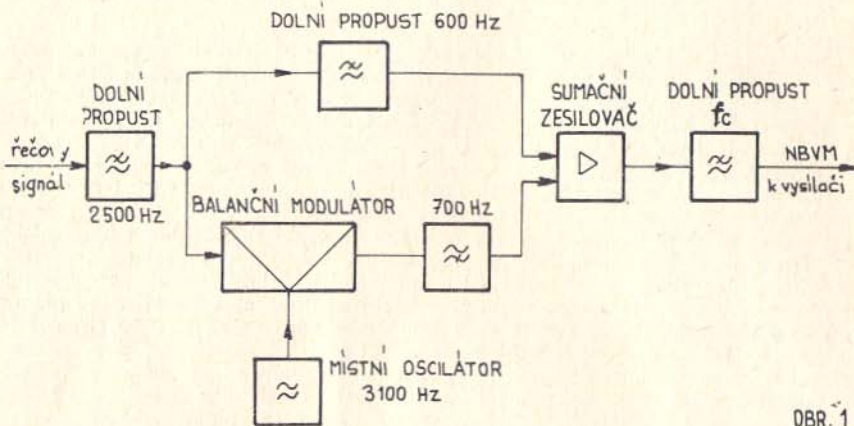 DOLNÍ PROPUST 600 Hz
DOLNÍ
PROPUST
řečový
signál
2500 Hz
BALANČNÍ MODULÁTOR
700 Hz
SUMAČNÍ
ZESILOVAČ
DOLNÍ PROPUST
fc
NBVM
k vysílači
MÍSTNÍ OSCILÁTOR
3100 Hz
OBR. 1